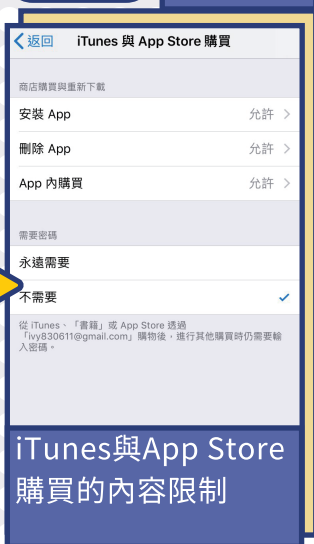 返回 iTunes 與 App Store 購買
商店購買與重新下載
安裝 App 允許
刪除 App 允許
App 內購買 允許
需要密碼
永遠需要
不需要
從 iTunes、「書籍」或 App Store 透過
「ivy830611@gmail.com」購物後，進行其他購買時仍需要輸
入密碼。
iTunes與App Store
購買的內容限制